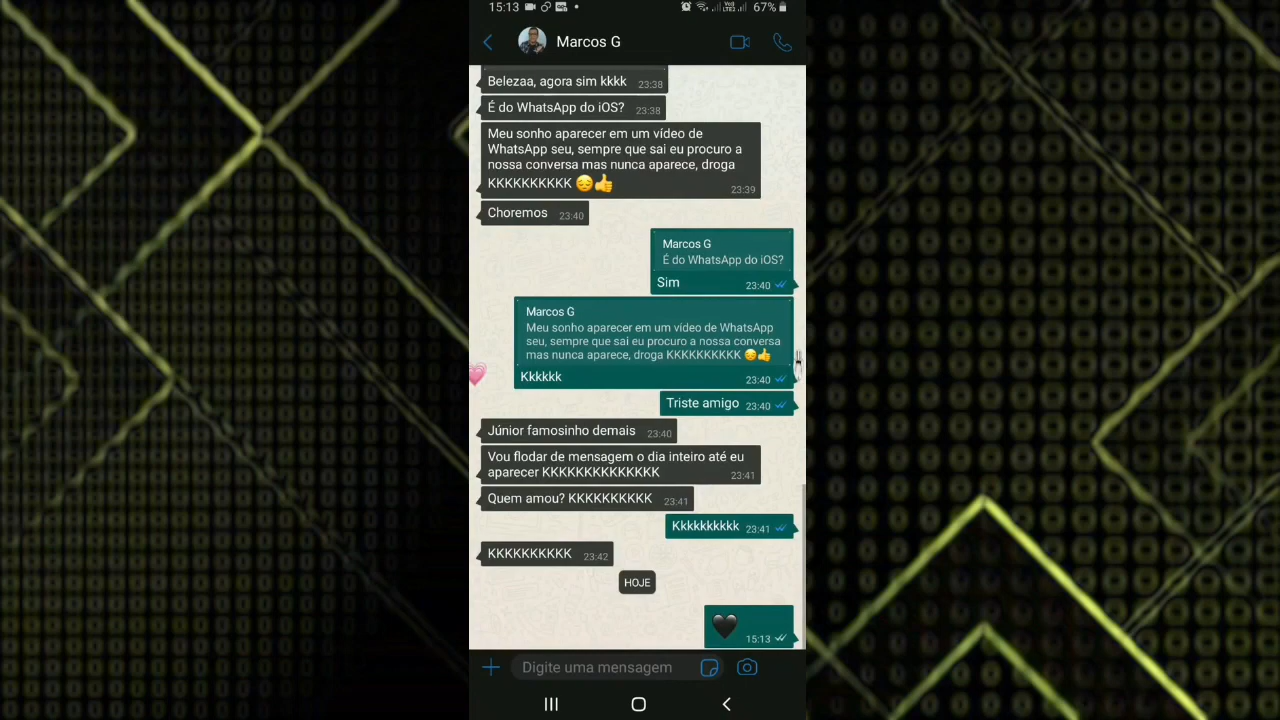 15:13
67%
Marcos G
Belezaa, agora sim kkkk 23:38
É do WhatsApp do iOS? 23:38
Meu sonho aparecer em um vídeo de
WhatsApp seu, sempre que sai eu procuro a
nossa conversa mas nunca aparece, droga
KKKKKKKKKK 😔👍 23:39
Choremos 23:40
Marcos G
É do WhatsApp do iOS?
Sim 23:40
Marcos G
Meu sonho aparecer em um vídeo de WhatsApp
seu, sempre que sai eu procuro a nossa conversa
mas nunca aparece, droga KKKKKKKKKK 😔👍
Kkkkkk 23:40
Triste amigo 23:40
Júnior famosinho demais 23:40
Vou flodar de mensagem o dia inteiro até eu
aparecer KKKKKKKKKKKKKK 23:41
Quem amou? KKKKKKKKKK 23:41
Kkkkkkkkkk 23:41
KKKKKKKKKK 23:42
HOJE
🖤 15:13
Digite uma mensagem